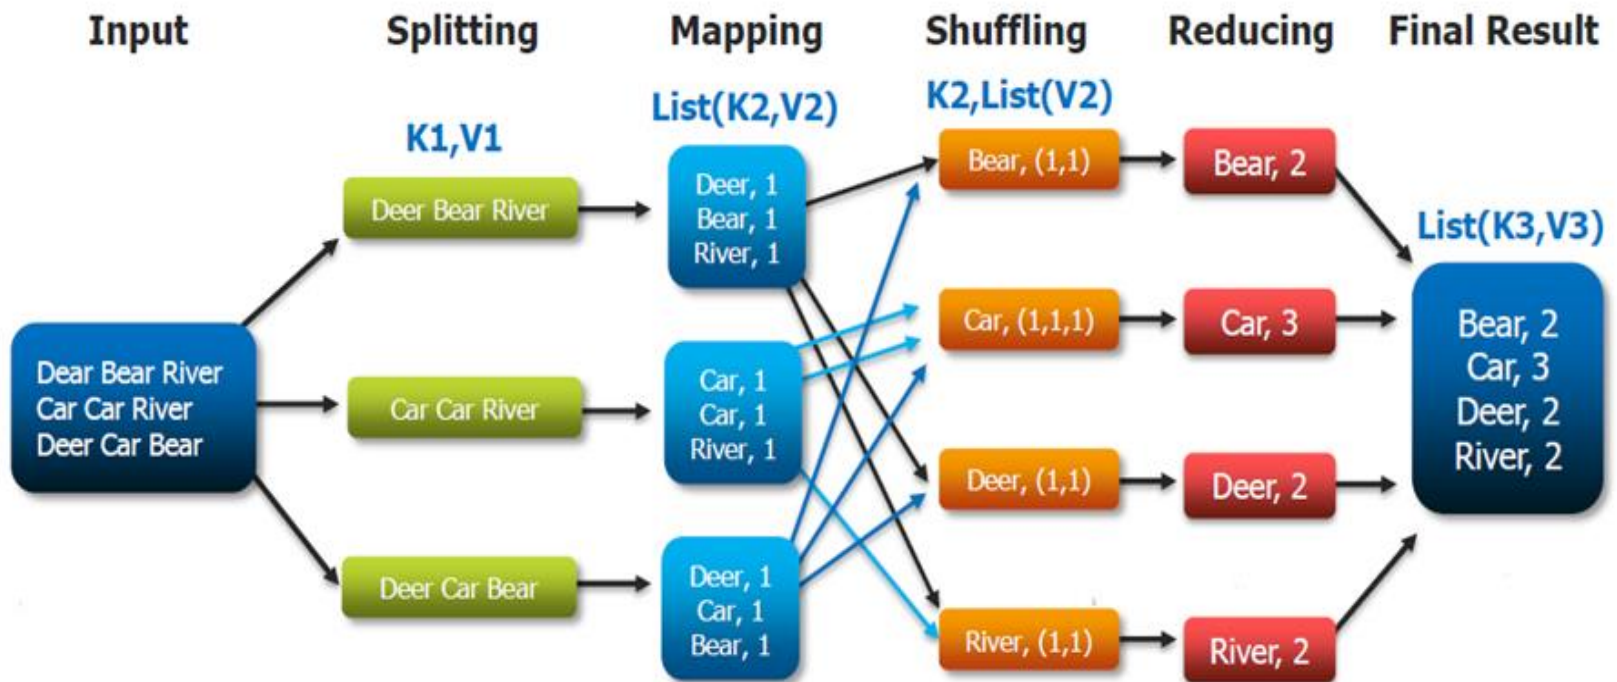 Input
Splitting
Mapping
Shuffling
Reducing
Final Result
K1,V1
List(K2,V2)
K2,List(V2)
List(K3,V3)
Dear Bear River
Car Car River
Deer Car Bear
Deer Bear River
Car Car River
Deer Car Bear
Deer, 1
Bear, 1
River, 1
Car, 1
Car, 1
River, 1
Deer, 1
Car, 1
Bear, 1
Bear, (1,1)
Car, (1,1,1)
Deer, (1,1)
River, (1,1)
Bear, 2
Car, 3
Deer, 2
River, 2
Bear, 2
Car, 3
Deer, 2
River, 2